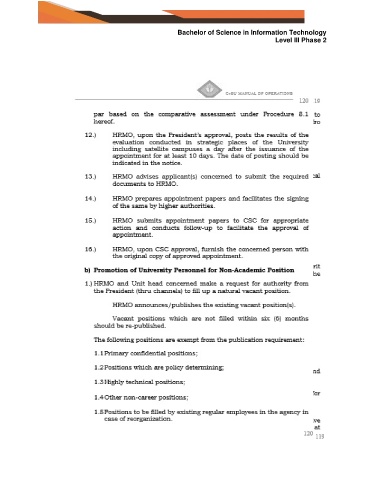 Bachelor of Science in Information Technology
Level III Phase 2
CvSU MANUAL OF OPERATIONS
120 16
par based on the comparative assessment under Procedure 8.1 to
hereof.
12.) HRMO, upon the President's approval, posts the results of the
evaluation conducted in strategic places of the University
including satellite campuses a day after the issuance of the
appointment for at least 10 days. The date of posting should be
indicated in the notice.
13.) HRMO advises applicant(s) concerned to submit the required
documents to HRMO.
14.) HRMO prepares appointment papers and facilitates the signing
of the same by higher authorities.
15.) HRMO submits appointment papers to CSC for appropriate
action and conducts follow-up to facilitate the approval of
appointment.
16.) HRMO, upon CSC approval, furnish the concerned person with
the original copy of approved appointment.
b) Promotion of University Personnel for Non-Academic Position
1.) HRMO and Unit head concerned make a request for authority from
the President (thru channels) to fill up a natural vacant position.
HRMO announces/publishes the existing vacant position(s).
Vacant positions which are not filled within six (6) months
should be re-published.
The following positions are exempt from the publication requirement:
1.1 Primary confidential positions;
1.2 Positions which are policy determining;
1.3 Highly technical positions;
1.4 Other non-career positions;
1.5 Positions to be filled by existing regular employees in the agency in
case of reorganization.
120 118